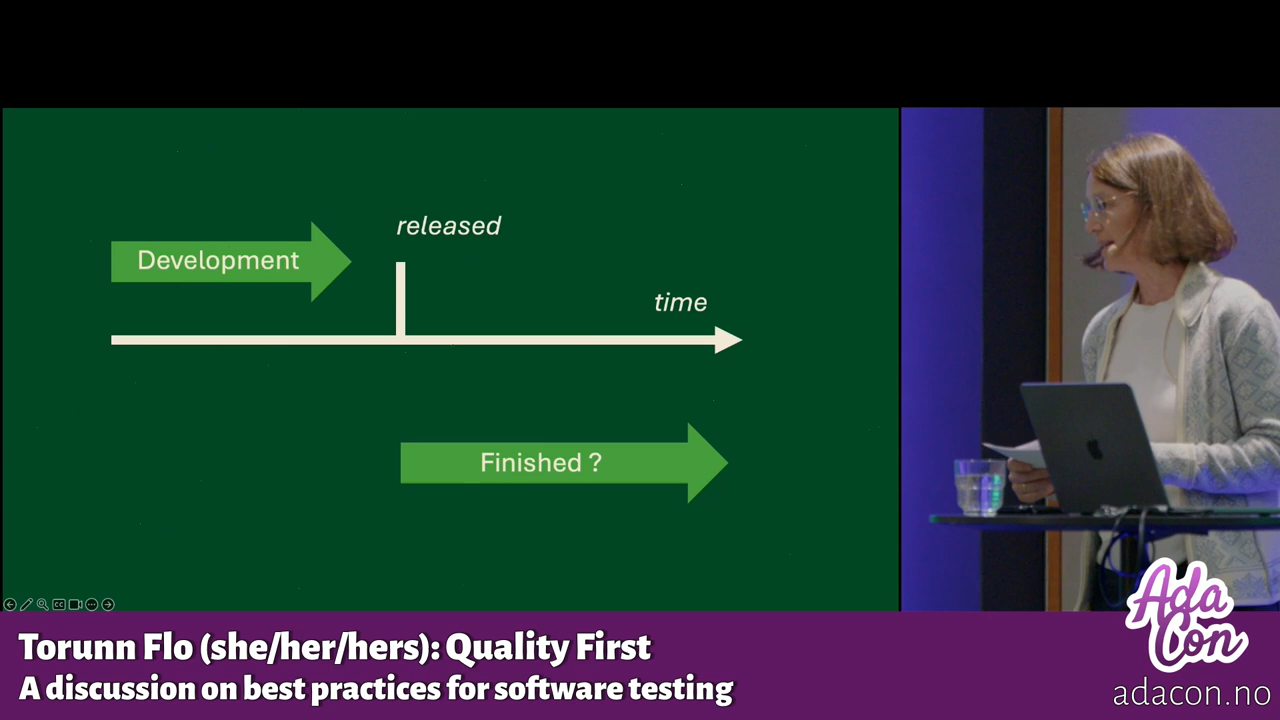 released
Development
time
Finished ?
Ada
Con
Torunn Flo (she/her/hers): Quality First
A discussion on best practices for software testing
adacon.no